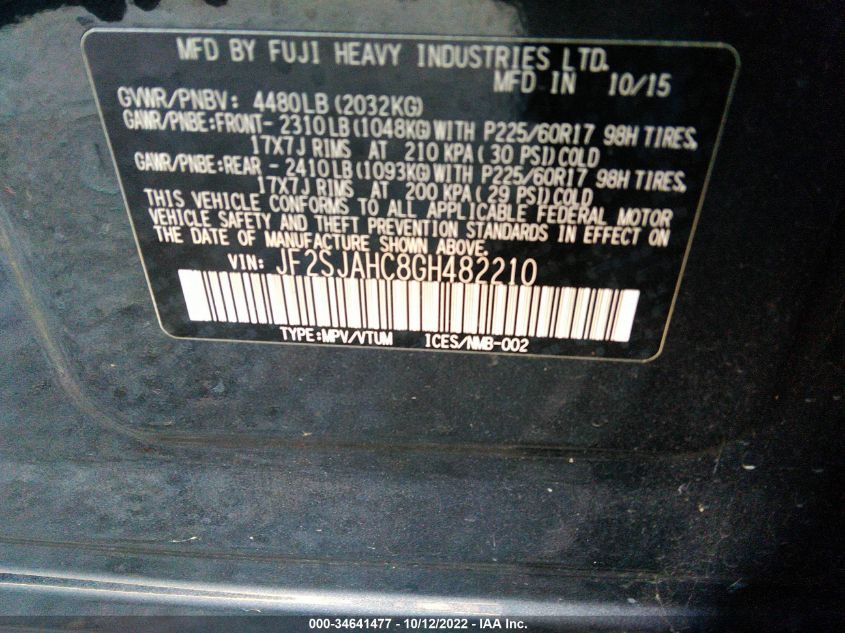 MFD BY FUJI HEAVY INDUSTRIES LTD.
MFD IN 10/15
GVWR/PNBV: 4480LB(2032KG)
GAWR/PNBE:FRONT-2310LB(1048KG)WITH P225/60R17 98H TIRES,
17X7J RIMS AT 210 KPA(30 PSI)COLD
GAWR/PNBE:REAR -2410LB(1093KG)WITH P225/60R17 98H TIRES,
17X7J RIMS AT 200 KPA(29 PSI)COLD
THIS VEHICLE CONFORMS TO ALL APPLICABLE FEDERAL MOTOR
VEHICLE SAFETY AND THEFT PREVENTION STANDARDS IN EFFECT ON
THE DATE OF MANUFACTURE SHOWN ABOVE.
VIN: JF2SJAHC8GH482210
TYPE:MPV/VTUM ICES/NMB-002
000-34641477 - 10/12/2022 - IAA Inc.